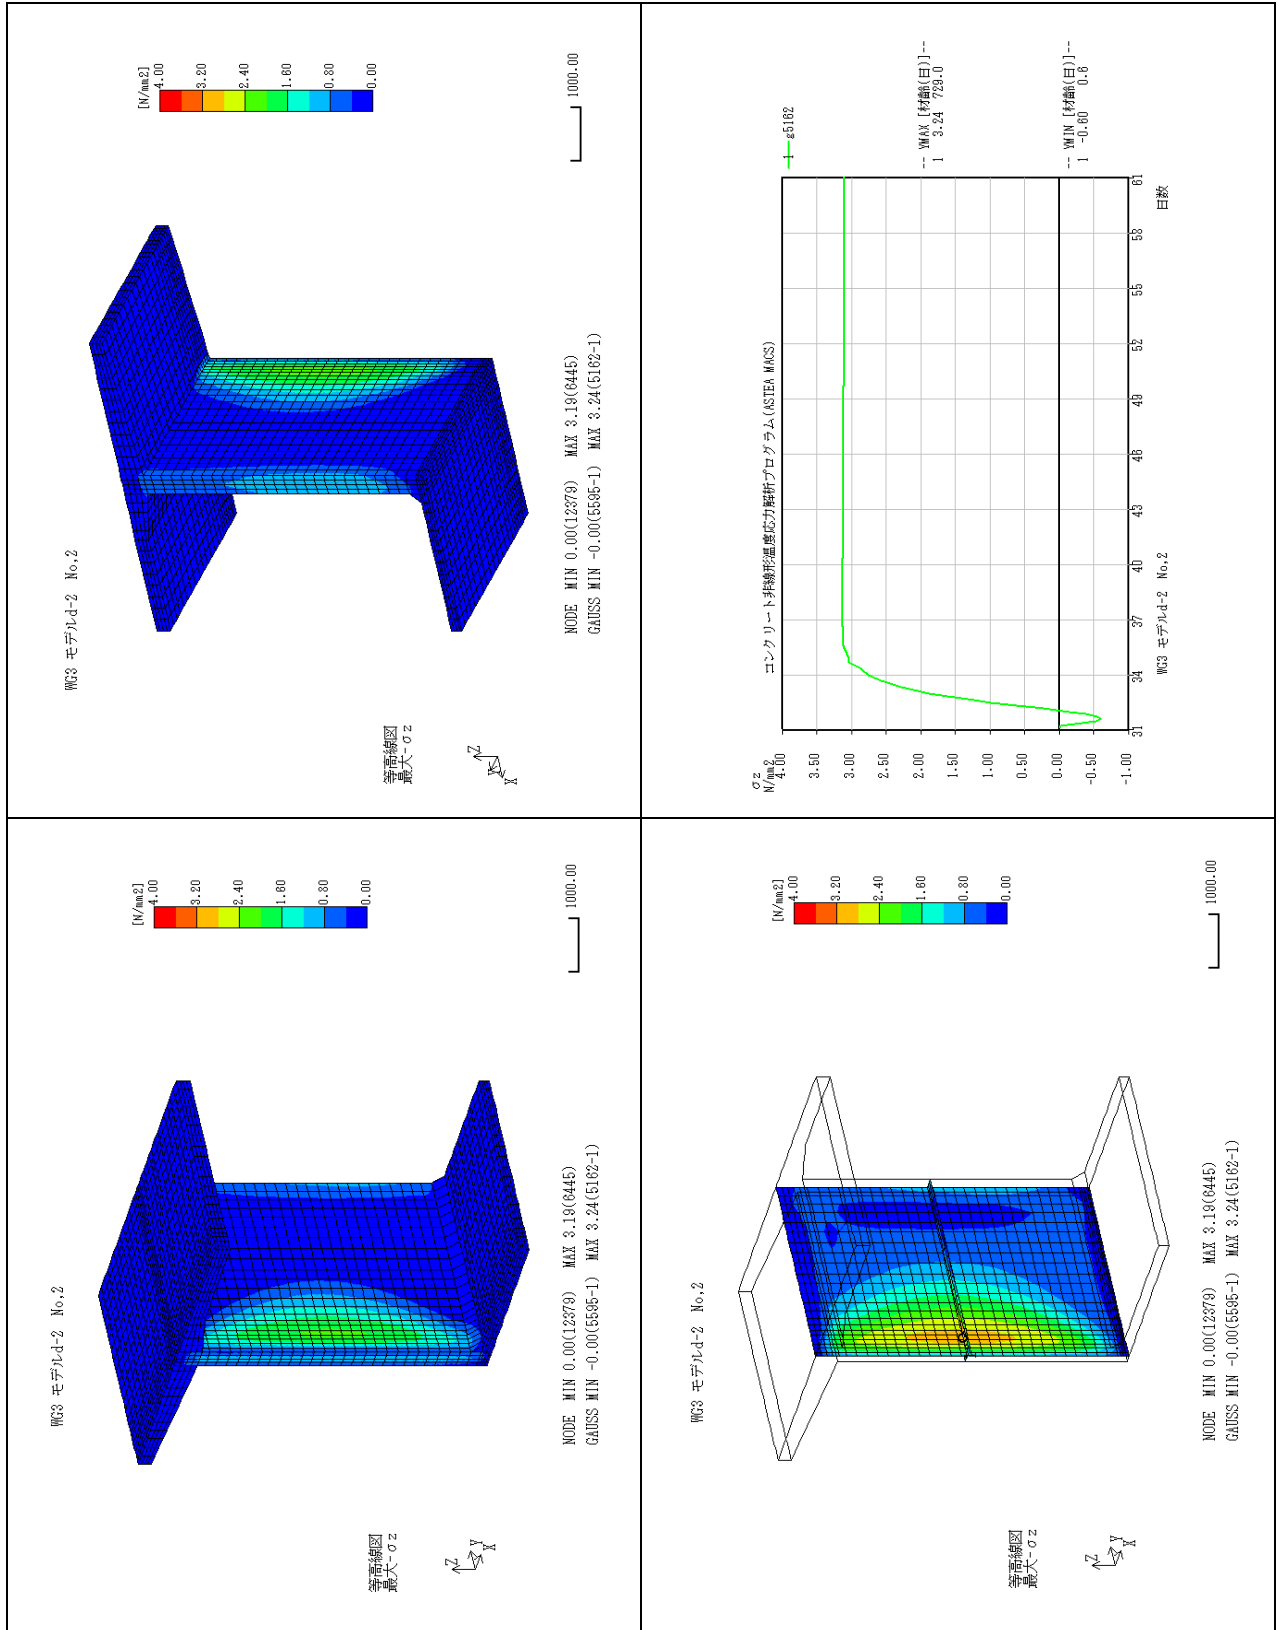 WG3 モデルd-2 No,2
[N/mm2]
4.00
3.20
2.40
1.60
0.80
0.00
等高線図
最大-σz
Z
Y
X
NODE MIN 0.00(12379) MAX 3.19(6445)
GAUSS MIN -0.00(5595-1) MAX 3.24(5162-1)
1000.00
WG3 モデルd-2 No,2
[N/mm2]
4.00
3.20
2.40
1.60
0.80
0.00
等高線図
最大-σz
Z
Y
X
NODE MIN 0.00(12379) MAX 3.19(6445)
GAUSS MIN -0.00(5595-1) MAX 3.24(5162-1)
1000.00
WG3 モデルd-2 No,2
[N/mm2]
4.00
3.20
2.40
1.60
0.80
0.00
等高線図
最大-σz
Z
Y
X
NODE MIN 0.00(12379) MAX 3.19(6445)
GAUSS MIN -0.00(5595-1) MAX 3.24(5162-1)
1000.00
コンクリート非線形温度応力解析プログラム(ASTEA MACS)
σz
N/mm2
4.00
3.50
3.00
2.50
2.00
1.50
1.00
0.50
0.00
-0.50
-1.00
31 34 37 40 43 46 49 52 55 58 61
日数
WG3 モデルd-2 No,2
1 g5162
-- YMAX [材齢(日)]--
1 3.24 729.0
-- YMIN [材齢(日)]--
1 -0.60 0.6